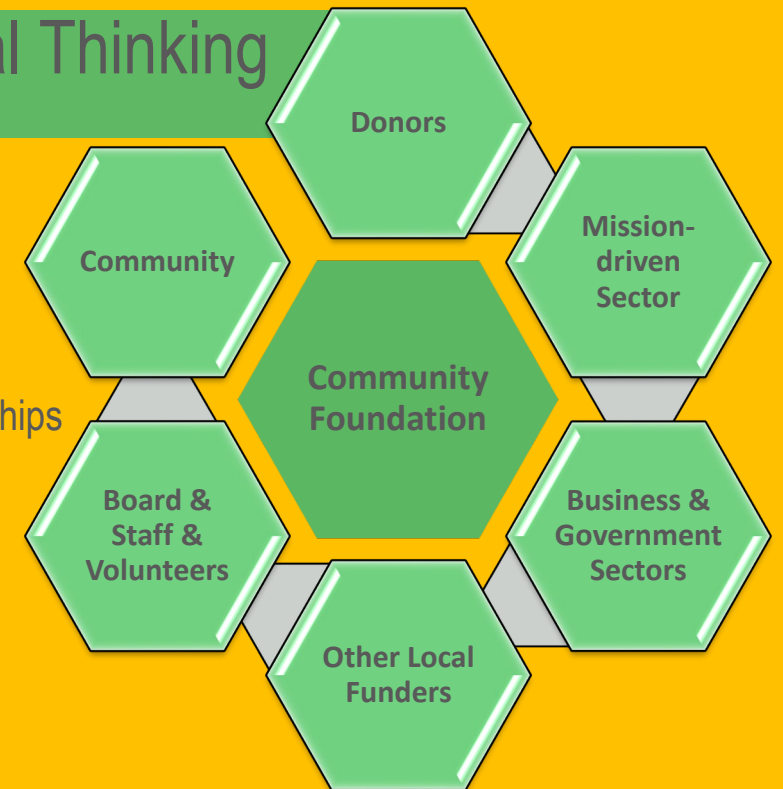 al Thinking
Donors
Mission-
driven
Sector
Community
Community
Foundation
hips
Board &
Staff &
Volunteers
Business &
Government
Sectors
Other Local
Funders